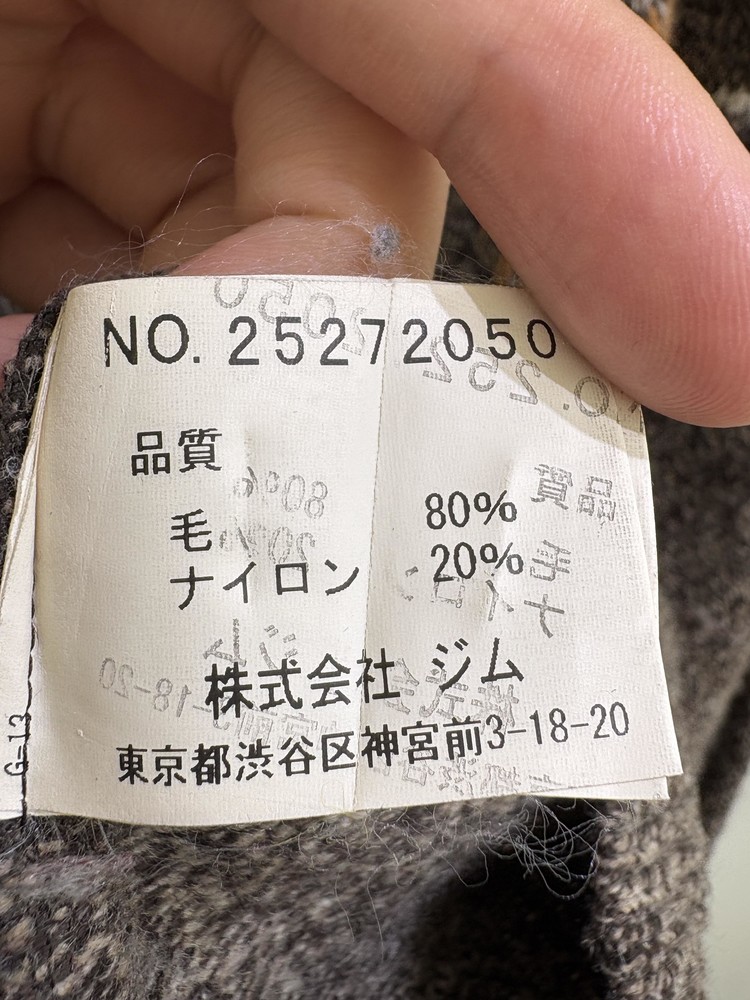 NO. 25272050
品質
毛 80%
ナイロン 20%
株式会社 ジム
東京都渋谷区神宮前3-18-20
G-13